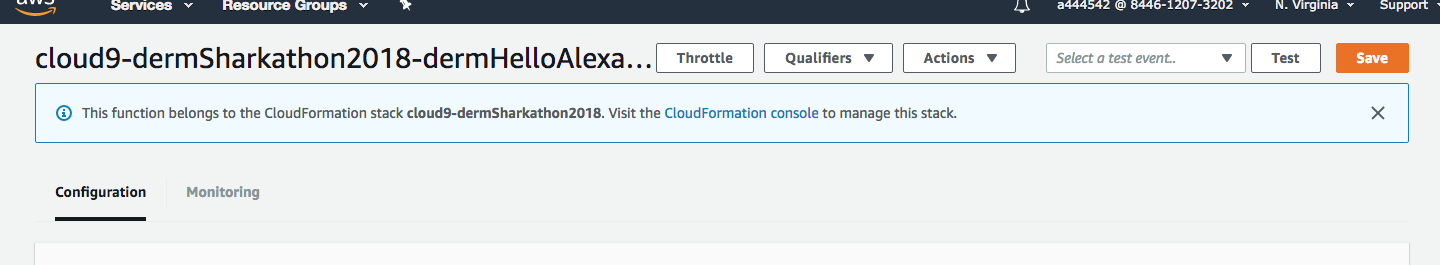 aws Services Resource Groups a444542 @ 8446-1207-3202 N. Virginia Support
cloud9-dermSharkathon2018-dermHelloAlexa... Throttle Qualifiers Actions Select a test event.. Test Save
This function belongs to the CloudFormation stack cloud9-dermSharkathon2018. Visit the CloudFormation console to manage this stack.
Configuration Monitoring